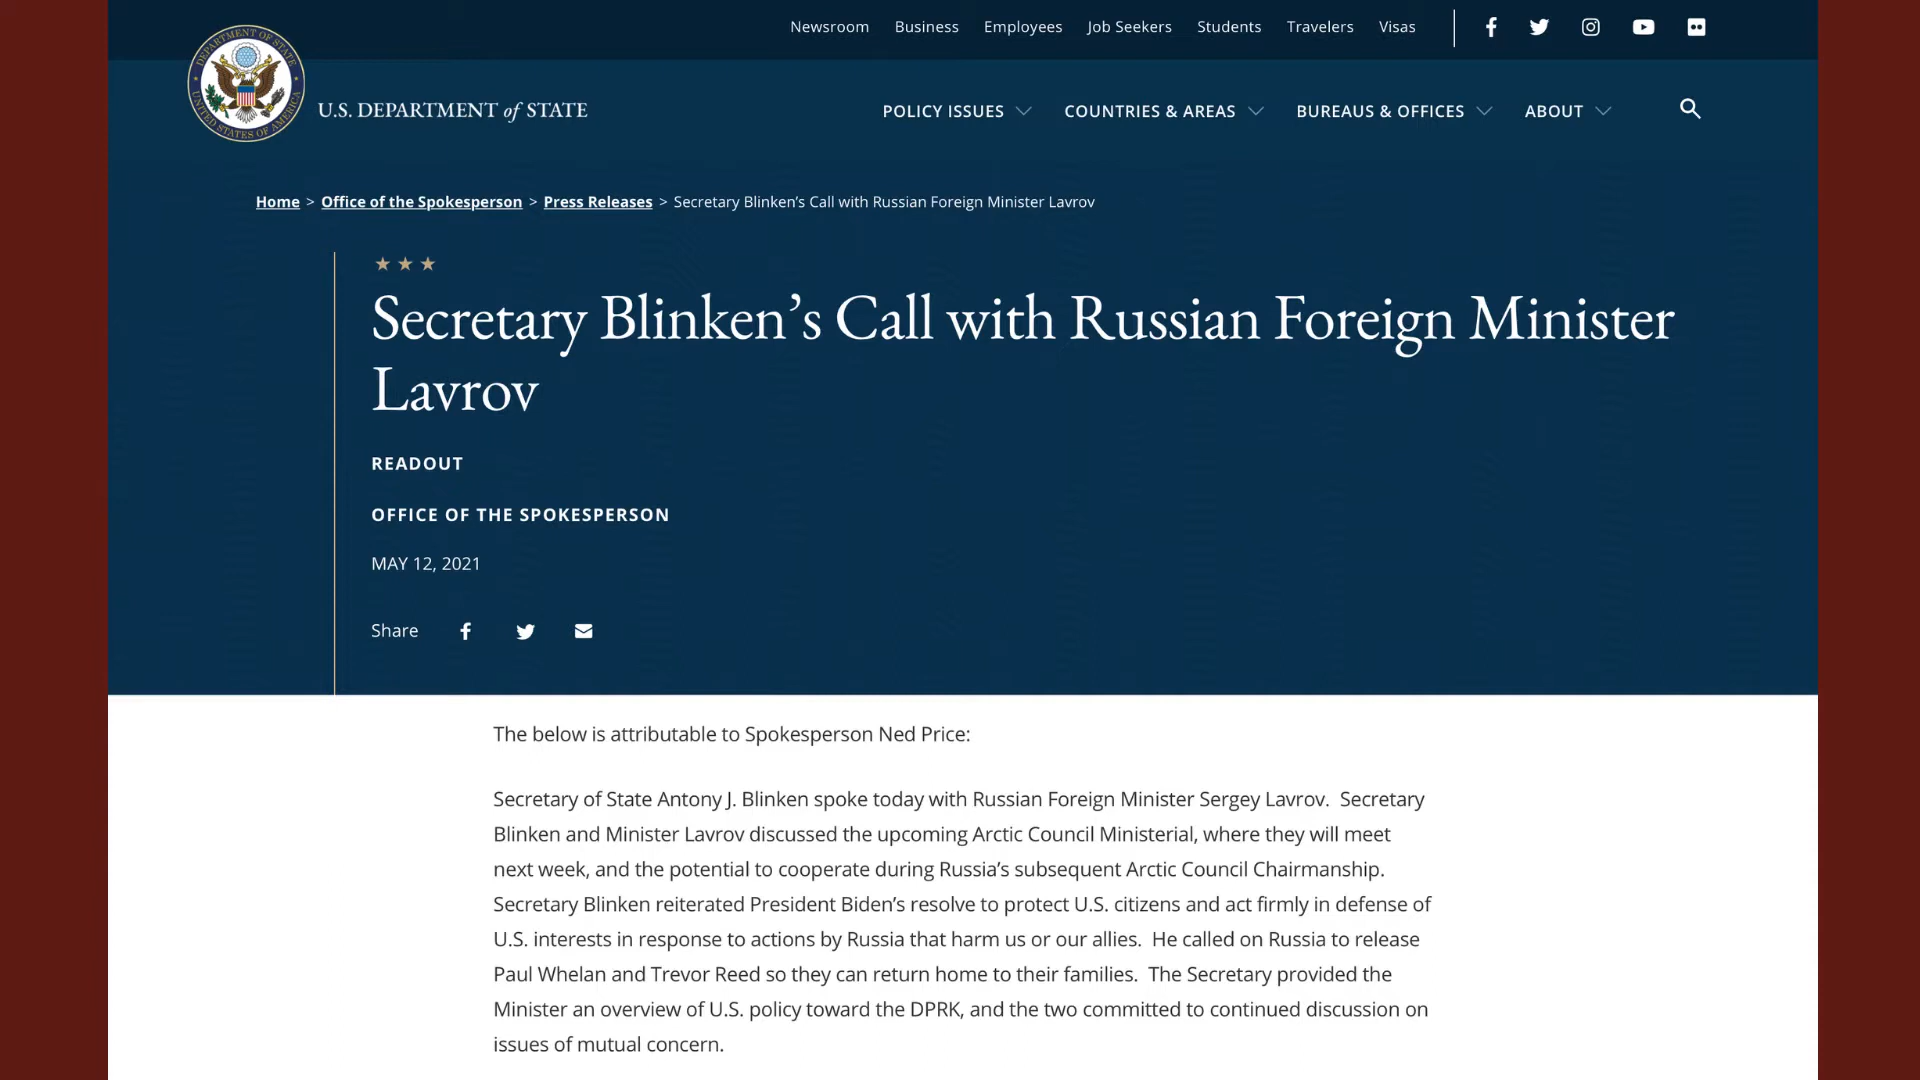 Newsroom Business Employees Job Seekers Students Travelers Visas
DEPARTMENT OF STATE
UNITED STATES OF AMERICA
U.S. DEPARTMENT of STATE
POLICY ISSUES COUNTRIES & AREAS BUREAUS & OFFICES ABOUT
Home > Office of the Spokesperson > Press Releases > Secretary Blinken’s Call with Russian Foreign Minister Lavrov
Secretary Blinken’s Call with Russian Foreign Minister
Lavrov
READOUT
OFFICE OF THE SPOKESPERSON
MAY 12, 2021
Share
The below is attributable to Spokesperson Ned Price:
Secretary of State Antony J. Blinken spoke today with Russian Foreign Minister Sergey Lavrov.  Secretary
Blinken and Minister Lavrov discussed the upcoming Arctic Council Ministerial, where they will meet
next week, and the potential to cooperate during Russia’s subsequent Arctic Council Chairmanship.
Secretary Blinken reiterated President Biden’s resolve to protect U.S. citizens and act firmly in defense of
U.S. interests in response to actions by Russia that harm us or our allies.  He called on Russia to release
Paul Whelan and Trevor Reed so they can return home to their families.  The Secretary provided the
Minister an overview of U.S. policy toward the DPRK, and the two committed to continued discussion on
issues of mutual concern.